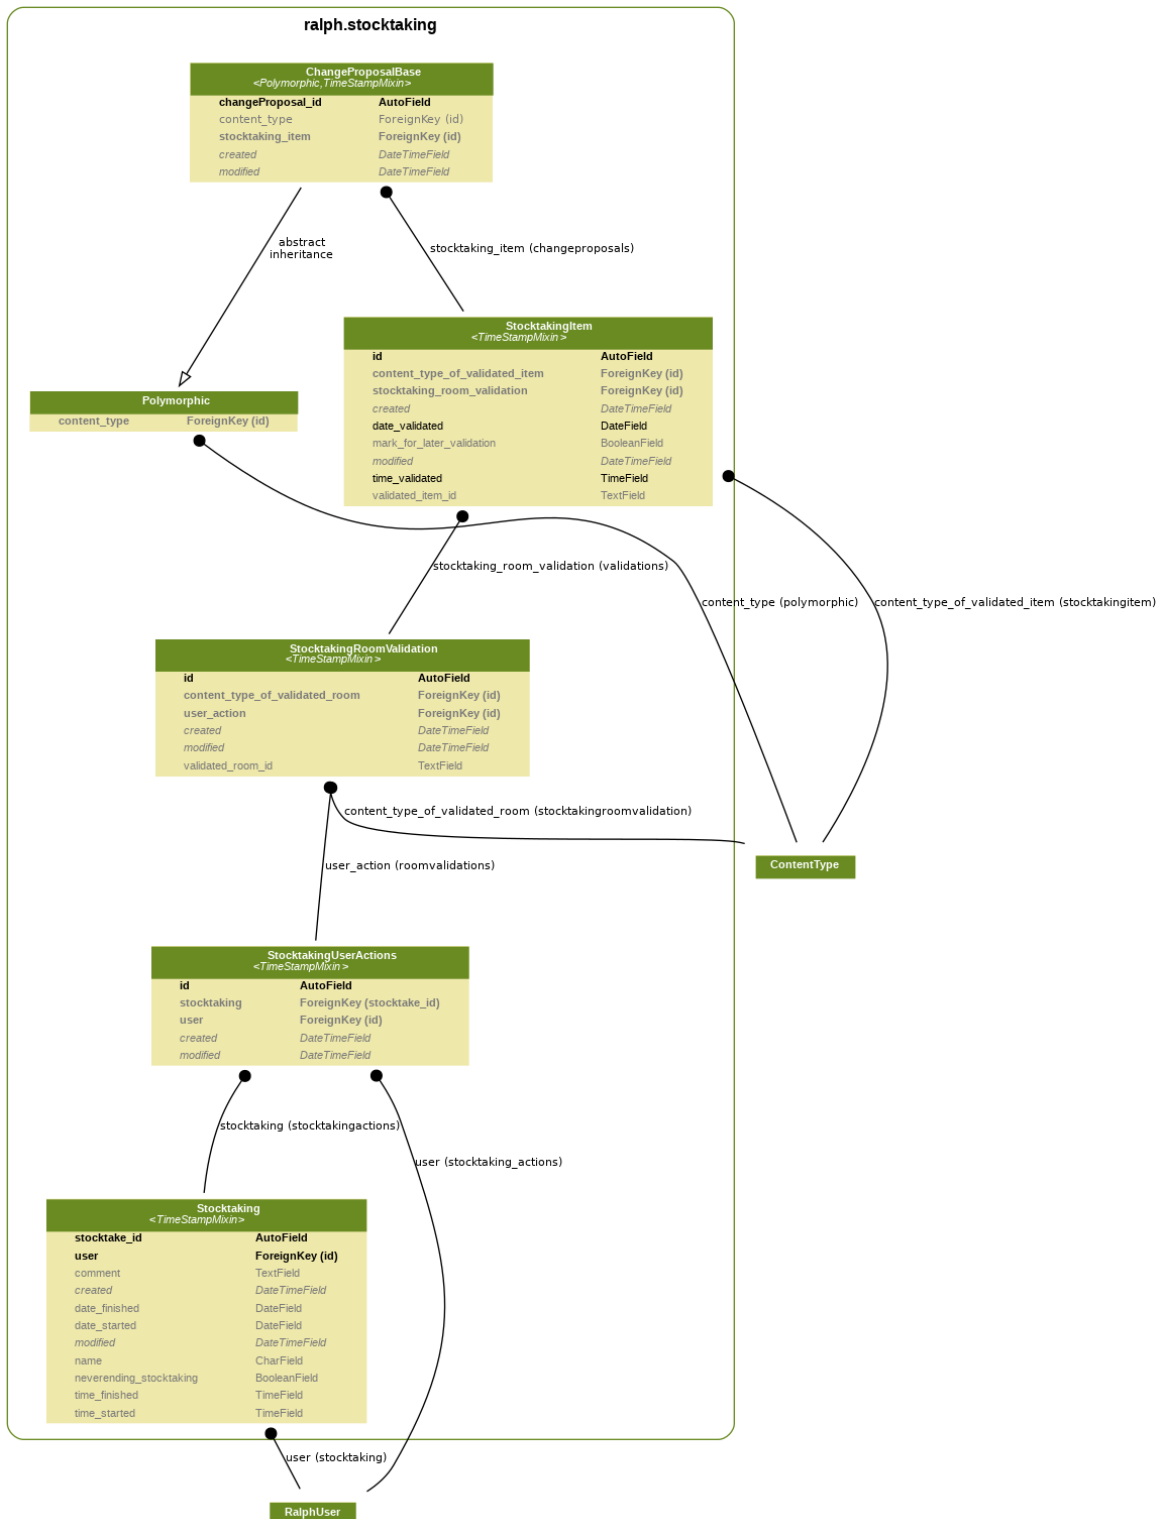 ralph.stocktaking
ChangeProposalBase
<Polymorphic,TimeStampMixin>
changeProposal_id AutoField
content_type ForeignKey (id)
stocktaking_item ForeignKey (id)
created DateTimeField
modified DateTimeField
abstract
inheritance
stocktaking_item (changeproposals)
StocktakingItem
<TimeStampMixin>
id AutoField
content_type_of_validated_item ForeignKey (id)
stocktaking_room_validation ForeignKey (id)
created DateTimeField
date_validated DateField
mark_for_later_validation BooleanField
modified DateTimeField
time_validated TimeField
validated_item_id TextField
Polymorphic
content_type ForeignKey (id)
stocktaking_room_validation (validations)
content_type (polymorphic)
content_type_of_validated_item (stocktakingitem)
StocktakingRoomValidation
<TimeStampMixin>
id AutoField
content_type_of_validated_room ForeignKey (id)
user_action ForeignKey (id)
created DateTimeField
modified DateTimeField
validated_room_id TextField
content_type_of_validated_room (stocktakingroomvalidation)
user_action (roomvalidations)
ContentType
StocktakingUserActions
<TimeStampMixin>
id AutoField
stocktaking ForeignKey (stocktake_id)
user ForeignKey (id)
created DateTimeField
modified DateTimeField
stocktaking (stocktakingactions)
user (stocktaking_actions)
Stocktaking
<TimeStampMixin>
stocktake_id AutoField
user ForeignKey (id)
comment TextField
created DateTimeField
date_finished DateField
date_started DateField
modified DateTimeField
name CharField
neverending_stocktaking BooleanField
time_finished TimeField
time_started TimeField
user (stocktaking)
RalphUser